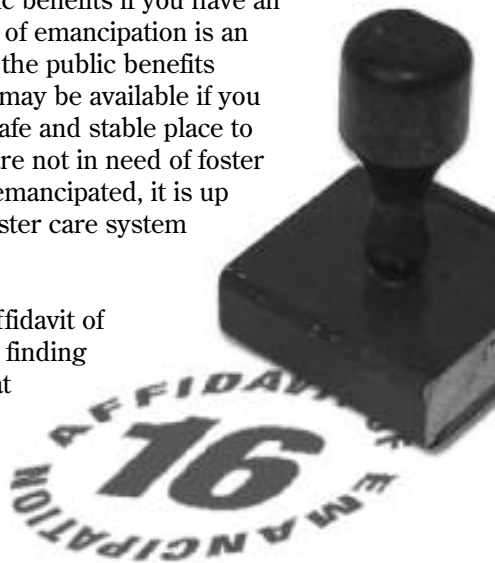 ic benefits if you have an
of emancipation is an
the public benefits
may be available if you
afe and stable place to
re not in need of foster
emancipated, it is up
ster care system
ffidavit of
finding
at
AFFIDAVIT OF EMANCIPATION
16